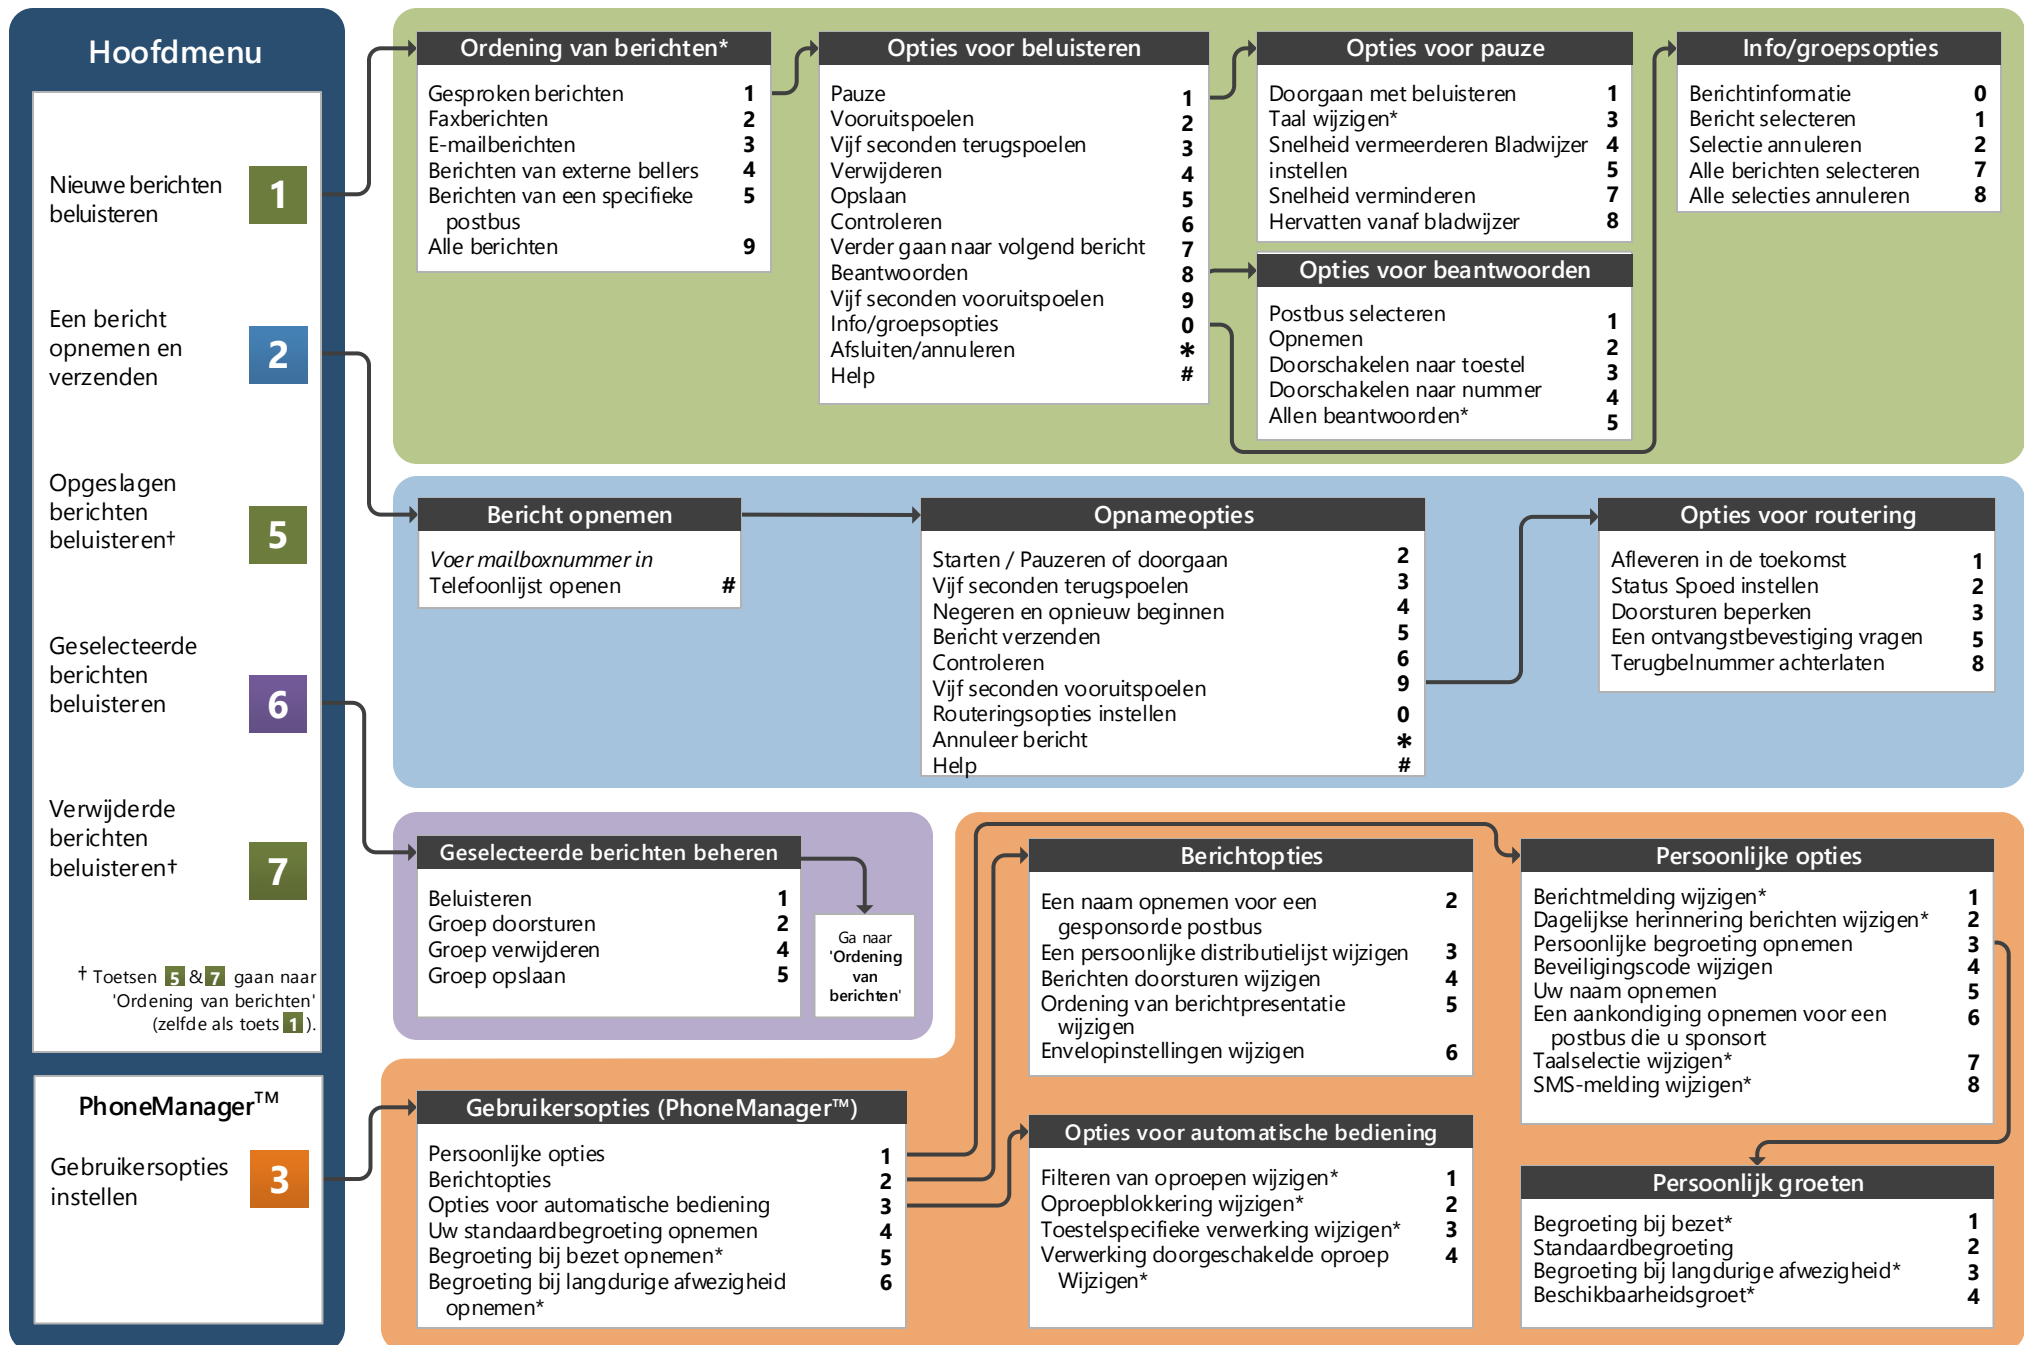 Hoofdmenu
Nieuwe berichten
beluisteren
1
Een bericht
opnemen en
verzenden
2
Opgeslagen
berichten
beluisteren†
5
Geselecteerde
berichten
beluisteren
6
Verwijderde
berichten
beluisteren†
7
† Toetsen 5 & 7 gaan naar
'Ordening van berichten'
(zelfde als toets 1 ).
PhoneManager™
Gebruikersopties
instellen
3
Ordening van berichten*
Gesproken berichten 1
Faxberichten 2
E-mailberichten 3
Berichten van externe bellers 4
Berichten van een specifieke 5
postbus
Alle berichten 9
Opties voor beluisteren
Pauze 1
Vooruitspoelen 2
Vijf seconden terugspoelen 3
Verwijderen 4
Opslaan 5
Controleren 6
Verder gaan naar volgend bericht 7
Beantwoorden 8
Vijf seconden vooruitspoelen 9
Info/groepsopties 0
Afsluiten/annuleren *
Help #
Opties voor pauze
Doorgaan met beluisteren 1
Taal wijzigen* 3
Snelheid vermeerderen Bladwijzer 4
instellen 5
Snelheid verminderen 7
Hervatten vanaf bladwijzer 8
Opties voor beantwoorden
Postbus selecteren 1
Opnemen 2
Doorschakelen naar toestel 3
Doorschakelen naar nummer 4
Allen beantwoorden* 5
Info/groepsopties
Berichtinformatie 0
Bericht selecteren 1
Selectie annuleren 2
Alle berichten selecteren 7
Alle selecties annuleren 8
Bericht opnemen
Voer mailboxnummer in
Telefoonlijst openen #
Opnameopties
Starten / Pauzeren of doorgaan 2
Vijf seconden terugspoelen 3
Negeren en opnieuw beginnen 4
Bericht verzenden 5
Controleren 6
Vijf seconden vooruitspoelen 9
Routeringsopties instellen 0
Annuleer bericht *
Help #
Opties voor routering
Afleveren in de toekomst 1
Status Spoed instellen 2
Doorsturen beperken 3
Een ontvangstbevestiging vragen 5
Terugbelnummer achterlaten 8
Geselecteerde berichten beheren
Beluisteren 1
Groep doorsturen 2
Groep verwijderen 4
Groep opslaan 5
Ga naar
'Ordening
van
berichten'
Gebruikersopties (PhoneManager™)
Persoonlijke opties 1
Berichtopties 2
Opties voor automatische bediening 3
Uw standaardbegroeting opnemen 4
Begroeting bij bezet opnemen* 5
Begroeting bij langdurige afwezigheid 6
opnemen*
Berichtopties
Een naam opnemen voor een 2
gesponsorde postbus
Een persoonlijke distributielijst wijzigen 3
Berichten doorsturen wijzigen 4
Ordening van berichtpresentatie 5
wijzigen
Envelopinstellingen wijzigen 6
Opties voor automatische bediening
Filteren van oproepen wijzigen* 1
Oproepblokkering wijzigen* 2
Toestelspecifieke verwerking wijzigen* 3
Verwerking doorgeschakelde oproep 4
Wijzigen*
Persoonlijke opties
Berichtmelding wijzigen* 1
Dagelijkse herinnering berichten wijzigen* 2
Persoonlijke begroeting opnemen 3
Beveiligingscode wijzigen 4
Uw naam opnemen 5
Een aankondiging opnemen voor een 6
postbus die u sponsort
Taalselectie wijzigen* 7
SMS-melding wijzigen* 8
Persoonlijk groeten
Begroeting bij bezet* 1
Standaardbegroeting 2
Begroeting bij langdurige afwezigheid* 3
Beschikbaarheidsgroet* 4